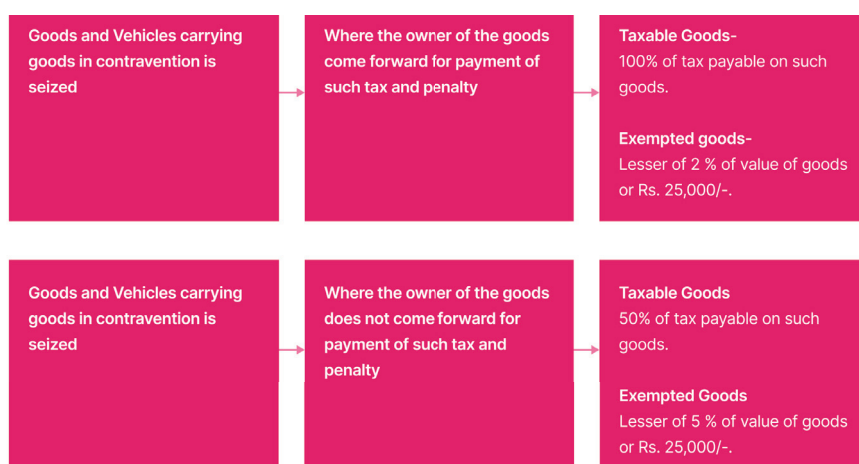 Goods and Vehicles carrying
goods in contravention is
seized
Where the owner of the goods
come forward for payment of
such tax and penalty
Taxable Goods-
100% of tax payable on such
goods.
Exempted goods-
Lesser of 2 % of value of goods
or Rs. 25,000/-.
Goods and Vehicles carrying
goods in contravention is
seized
Where the owner of the goods
does not come forward for
payment of such tax and
penalty
Taxable Goods
50% of tax payable on such
goods.
Exempted Goods
Lesser of 5 % of value of goods
or Rs. 25,000/-.